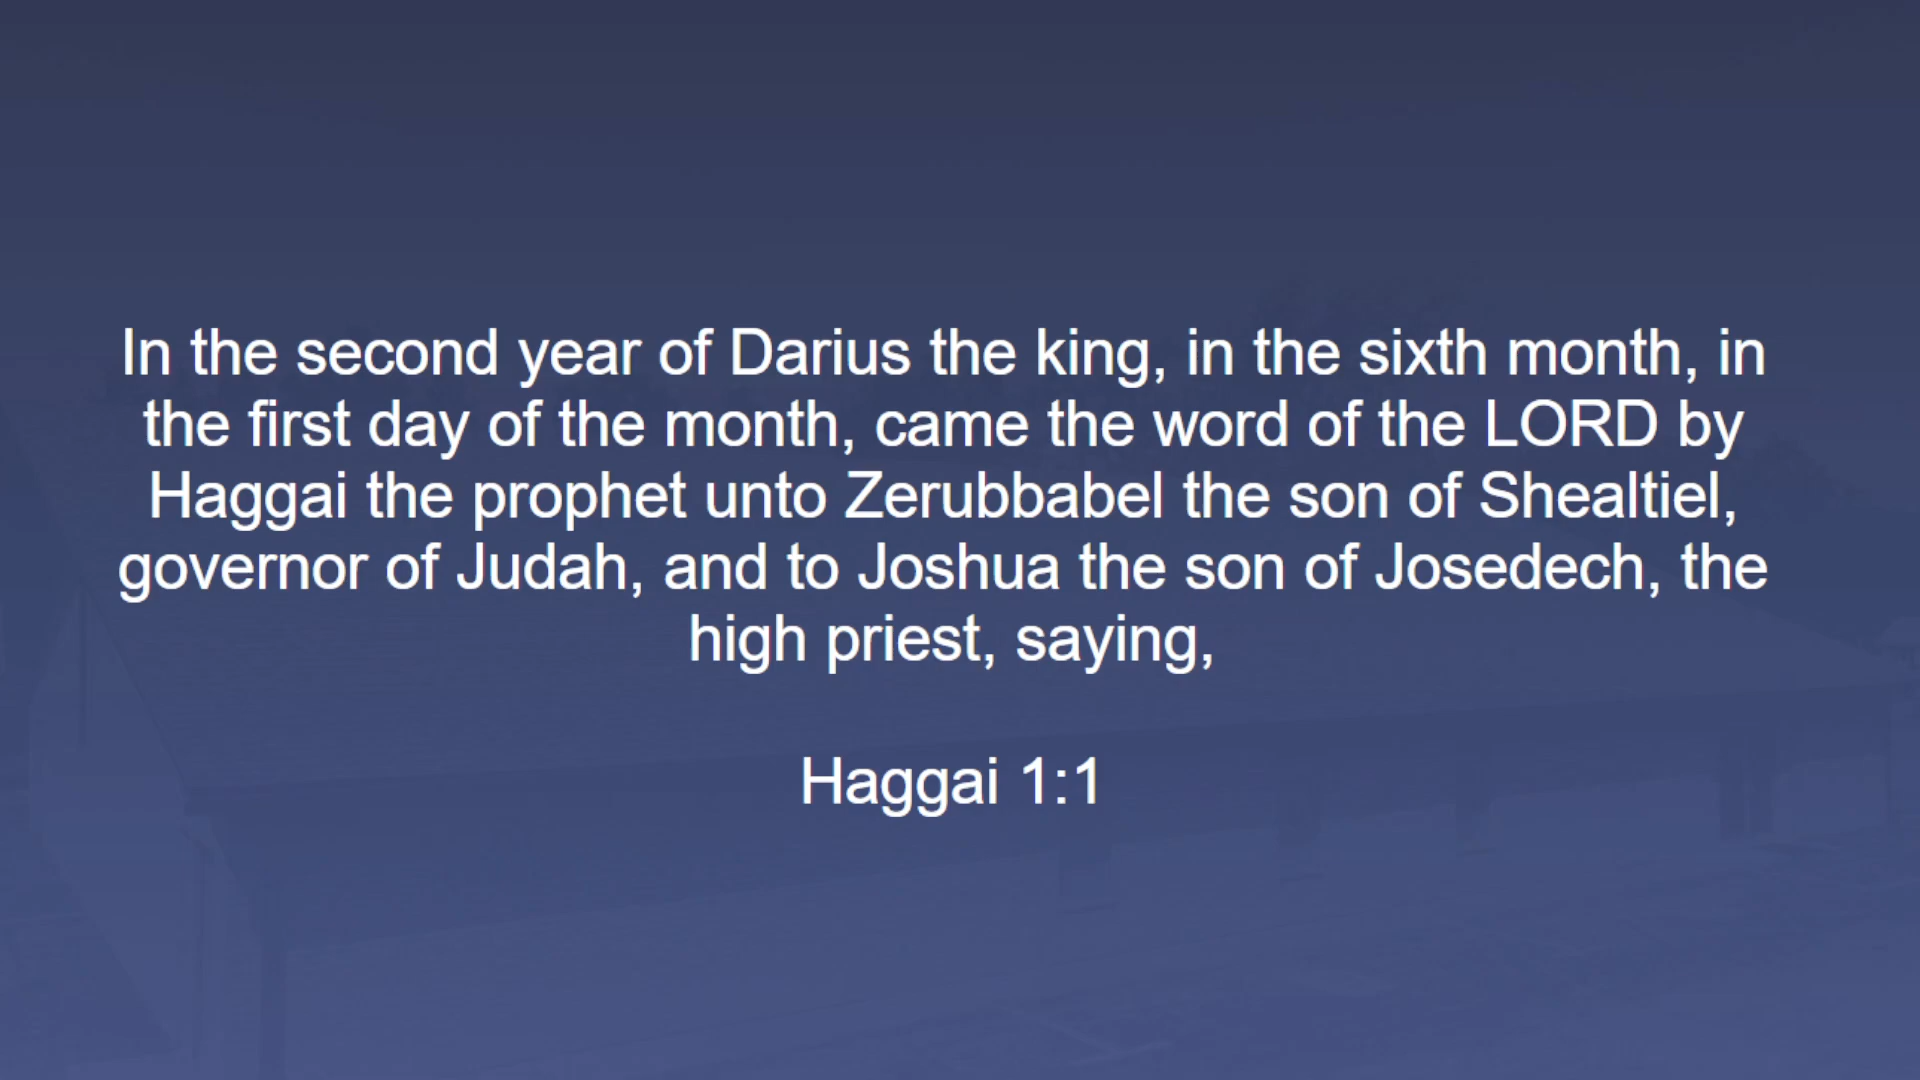 In the second year of Darius the king, in the sixth month, in
the first day of the month, came the word of the LORD by
Haggai the prophet unto Zerubbabel the son of Shealtiel,
governor of Judah, and to Joshua the son of Josedech, the
high priest, saying,
Haggai 1:1